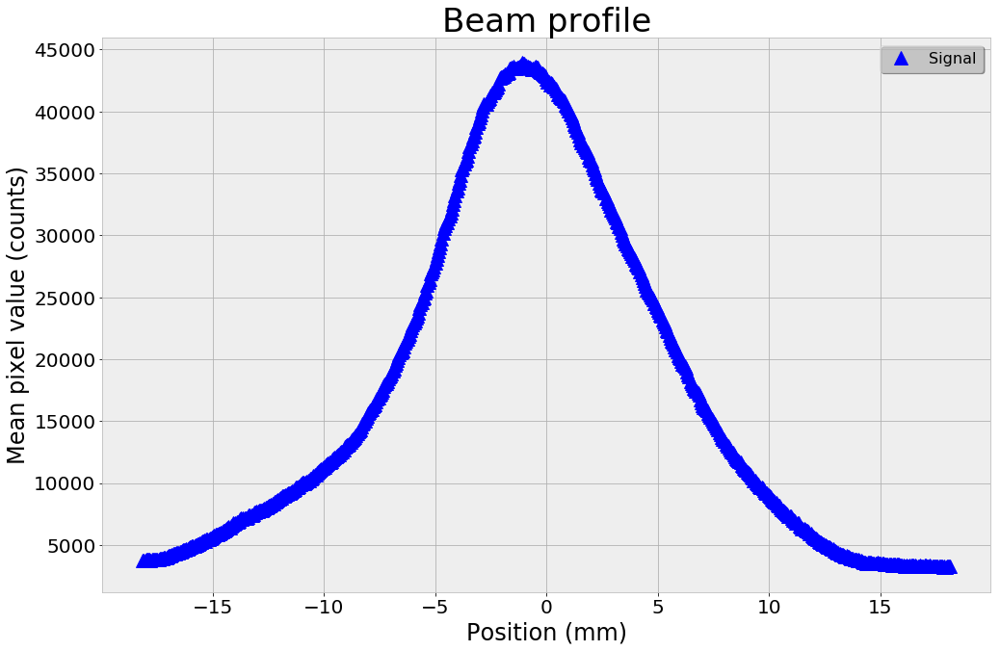 Beam profile
Signal
Mean pixel value (counts)
45000
40000
35000
30000
25000
20000
15000
10000
5000
−15 −10 −5 0 5 10 15
Position (mm)